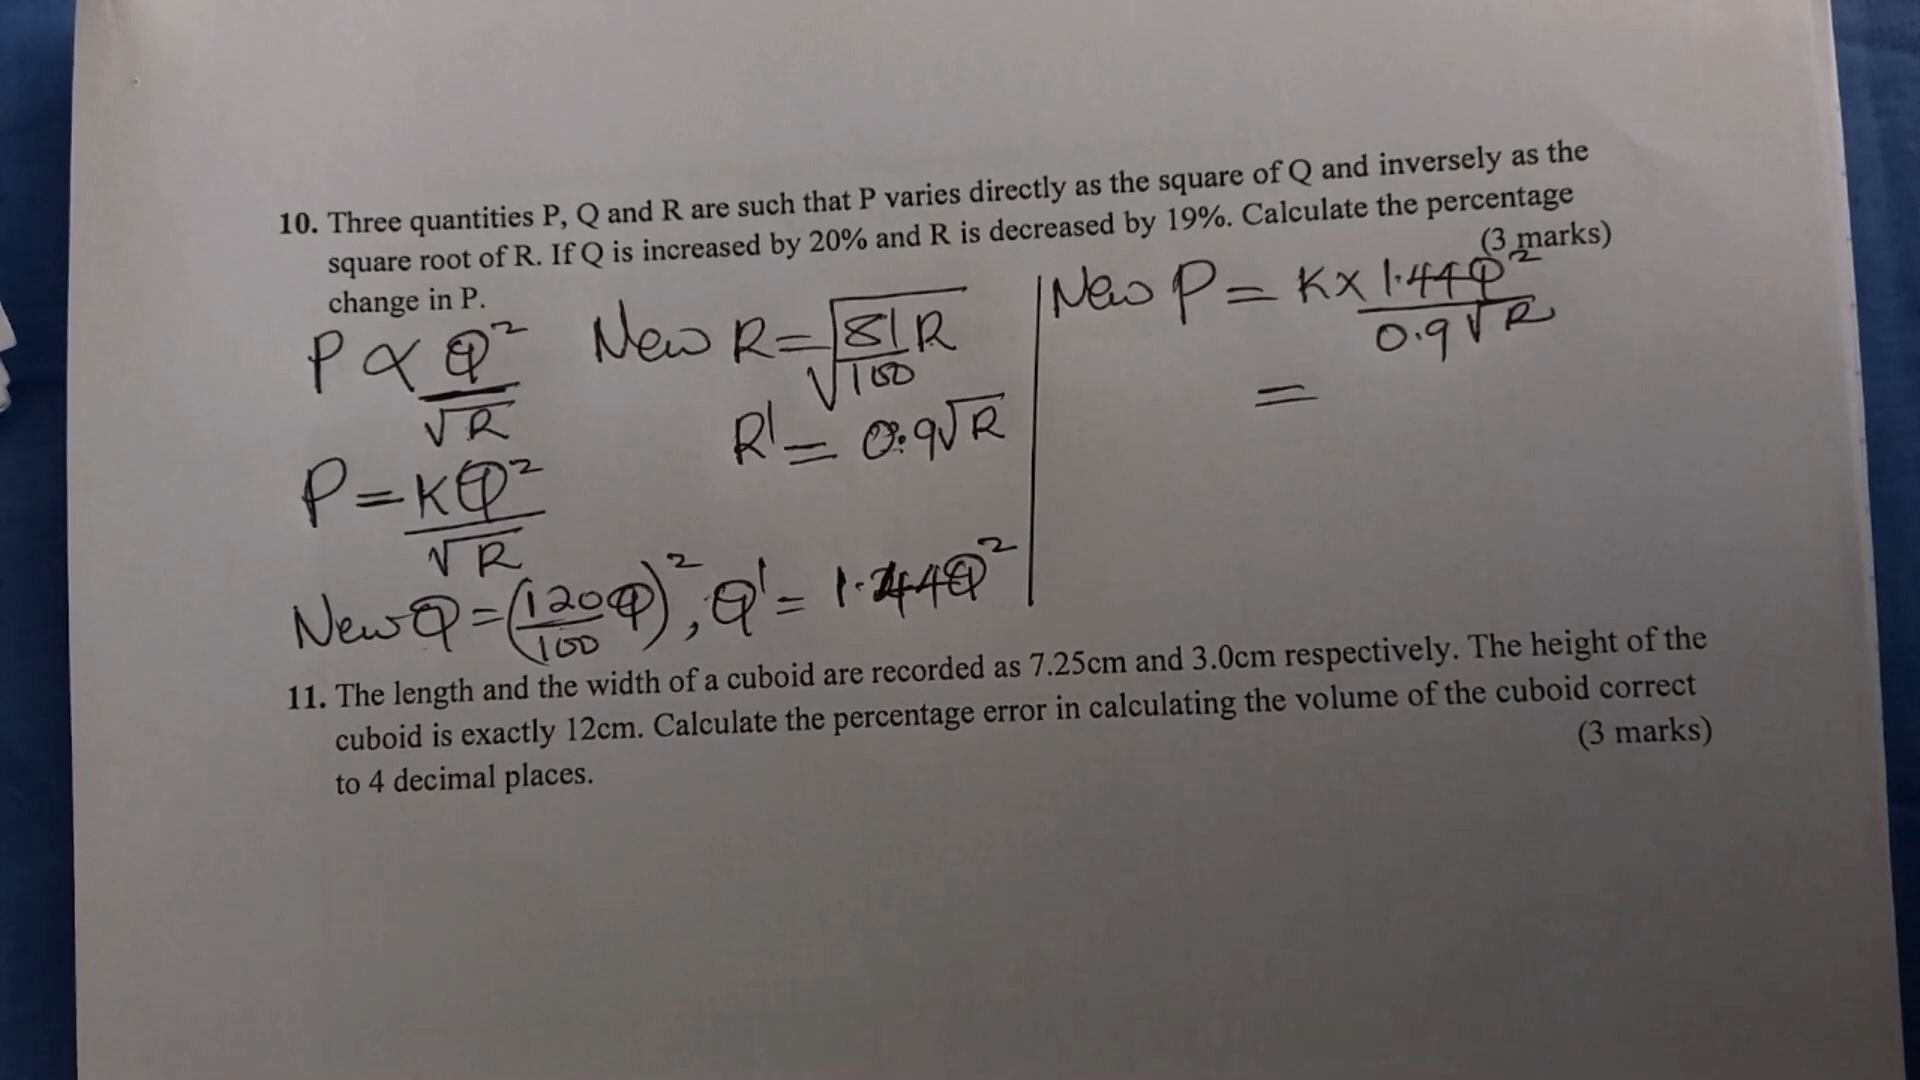 10. Three quantities P, Q and R are such that P varies directly as the square of Q and inversely as the
square root of R. If Q is increased by 20% and R is decreased by 19%. Calculate the percentage
change in P.
(3 marks)
P ∝ Q²/√R
P = KQ²/√R
New Q = (120Q/100)², Q' = 1.44Q²
New R = √(81R/100)
R' = 0.9√R
New P = K × 1.44Q²/0.9√R
=
11. The length and the width of a cuboid are recorded as 7.25cm and 3.0cm respectively. The height of the
cuboid is exactly 12cm. Calculate the percentage error in calculating the volume of the cuboid correct
to 4 decimal places.
(3 marks)